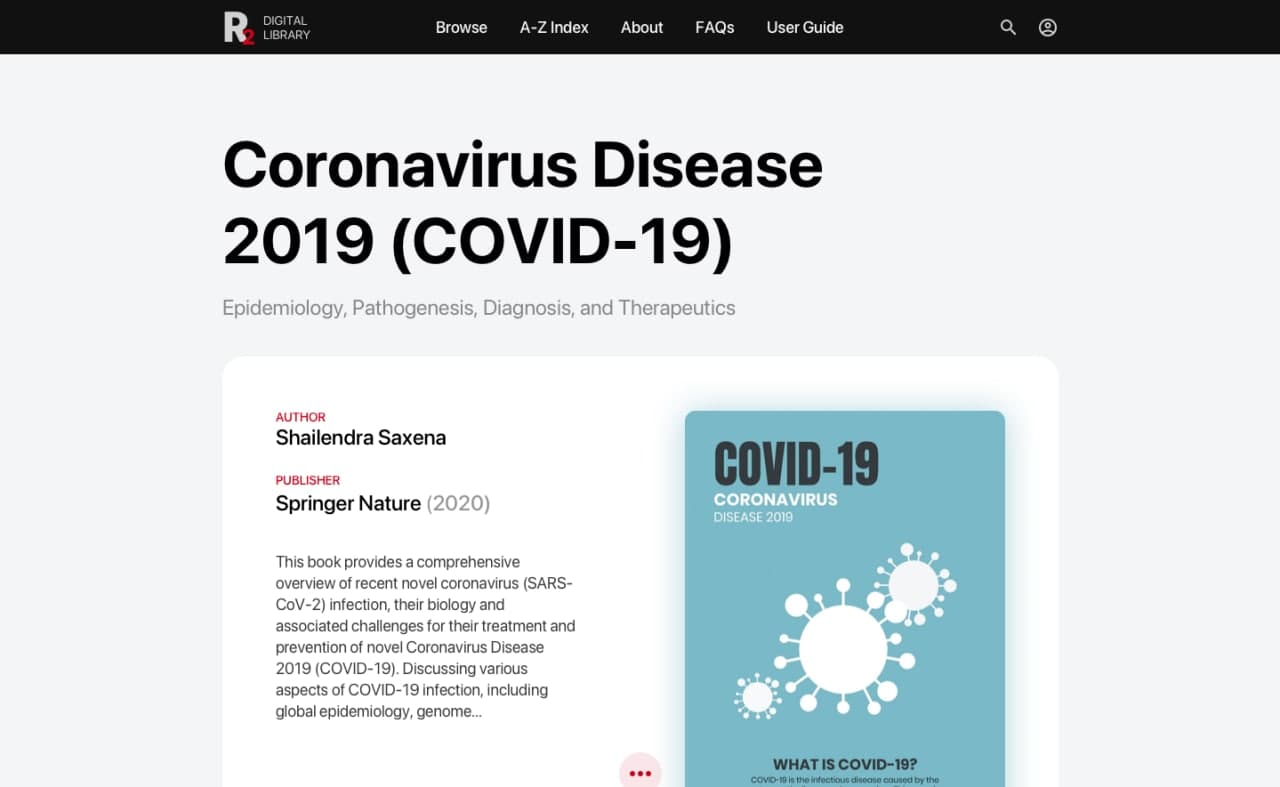 R2 DIGITAL
LIBRARY
Browse A-Z Index About FAQs User Guide
Coronavirus Disease
2019 (COVID-19)
Epidemiology, Pathogenesis, Diagnosis, and Therapeutics
AUTHOR
Shailendra Saxena
PUBLISHER
Springer Nature (2020)
This book provides a comprehensive
overview of recent novel coronavirus (SARS-
CoV-2) infection, their biology and
associated challenges for their treatment and
prevention of novel Coronavirus Disease
2019 (COVID-19). Discussing various
aspects of COVID-19 infection, including
global epidemiology, genome...
COVID-19
CORONAVIRUS
DISEASE 2019
WHAT IS COVID-19?
COVID-19 is the infectious disease caused by the